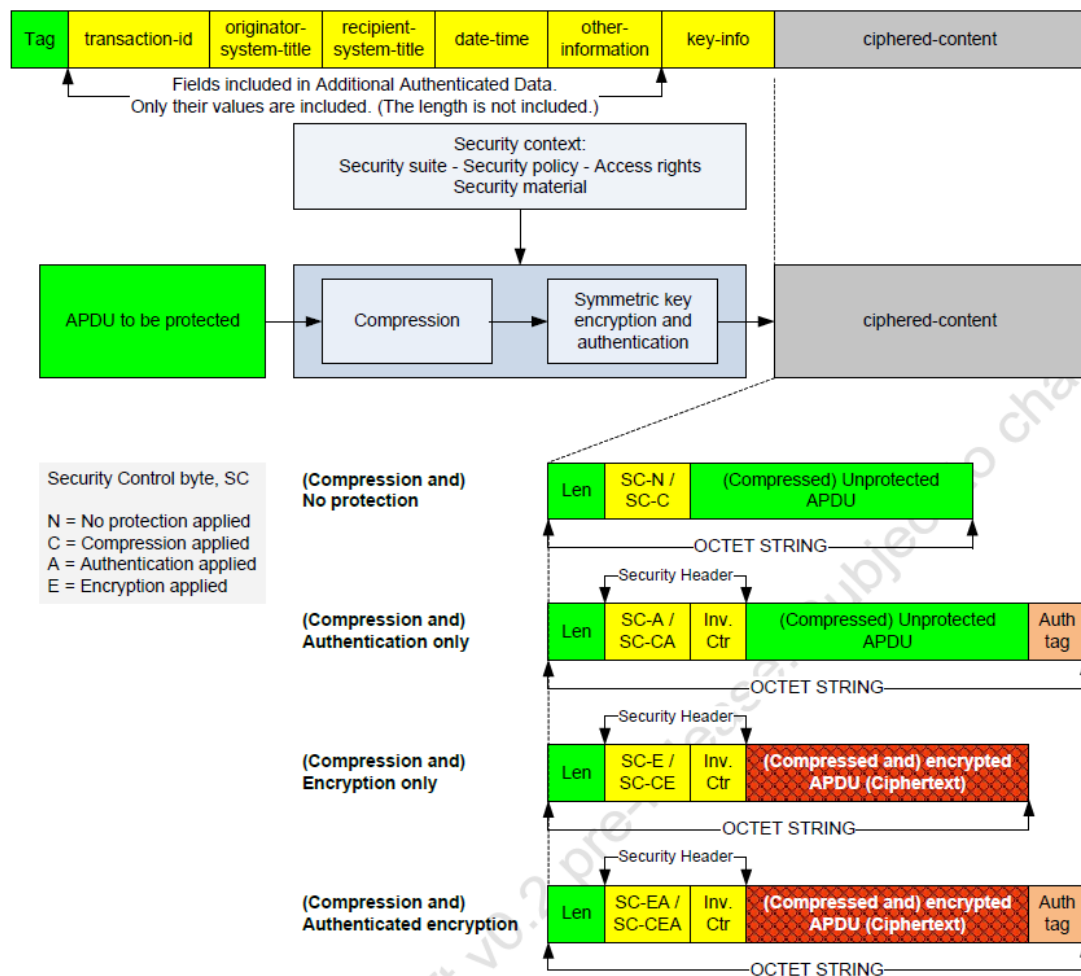 Tag
transaction-id
originator-
system-title
recipient-
system-title
date-time
other-
information
key-info
ciphered-content
Fields included in Additional Authenticated Data.
Only their values are included. (The length is not included.)
Security context:
Security suite - Security policy - Access rights
Security material
APDU to be protected
Compression
Symmetric key
encryption and
authentication
ciphered-content
Security Control byte, SC
N = No protection applied
C = Compression applied
A = Authentication applied
E = Encryption applied
(Compression and)
No protection
Len
SC-N /
SC-C
(Compressed) Unprotected
APDU
OCTET STRING
Security Header
(Compression and)
Authentication only
Len
SC-A /
SC-CA
Inv.
Ctr
(Compressed) Unprotected
APDU
Auth
tag
OCTET STRING
Security Header
(Compression and)
Encryption only
Len
SC-E /
SC-CE
Inv.
Ctr
(Compressed and) encrypted
APDU (Ciphertext)
OCTET STRING
Security Header
(Compression and)
Authenticated encryption
Len
SC-EA /
SC-CEA
Inv.
Ctr
(Compressed and) encrypted
APDU (Ciphertext)
Auth
tag
OCTET STRING
v0.2 pre-